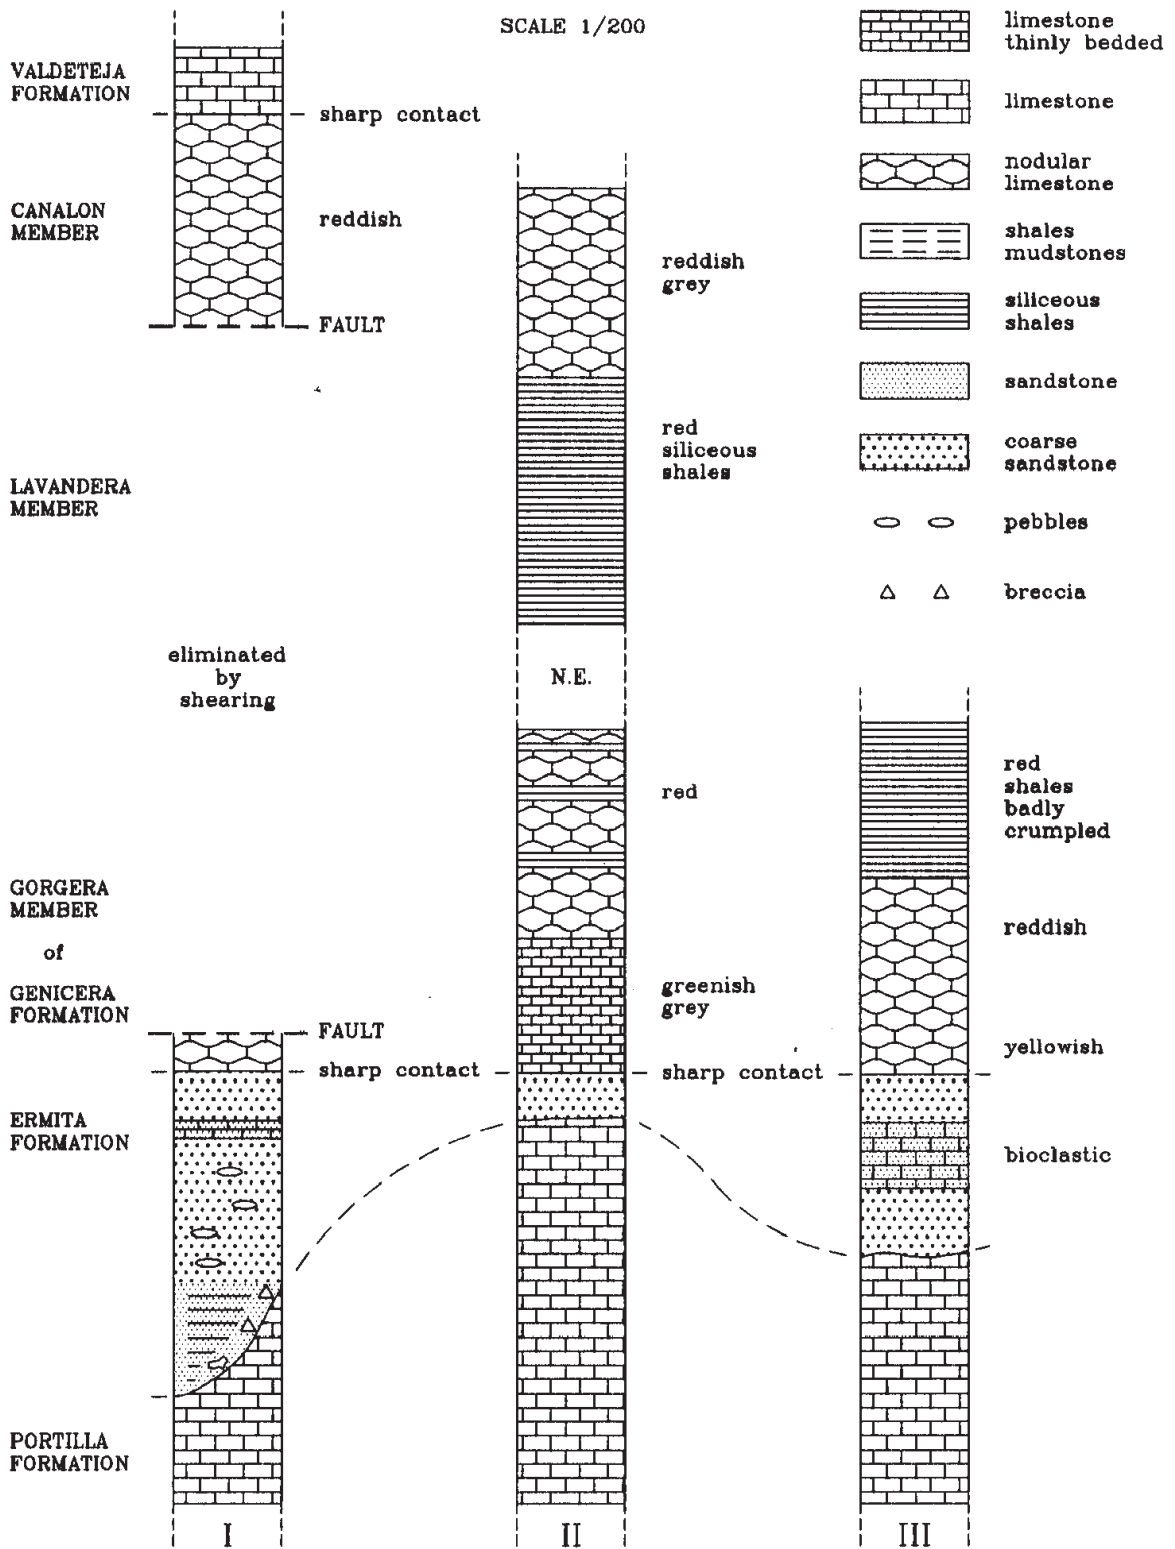 SCALE 1/200
VALDETEJA
FORMATION
sharp contact
CANALON
MEMBER
reddish
FAULT
LAVANDERA
MEMBER
eliminated
by
shearing
GORGERA
MEMBER
of
GENICERA
FORMATION
FAULT
sharp contact
ERMITA
FORMATION
PORTILLA
FORMATION
I
reddish
grey
red
siliceous
shales
N.E.
red
greenish
grey
sharp contact
II
limestone
thinly bedded
limestone
nodular
limestone
shales
mudstones
siliceous
shales
sandstone
coarse
sandstone
pebbles
breccia
red
shales
badly
crumpled
reddish
yellowish
bioclastic
III